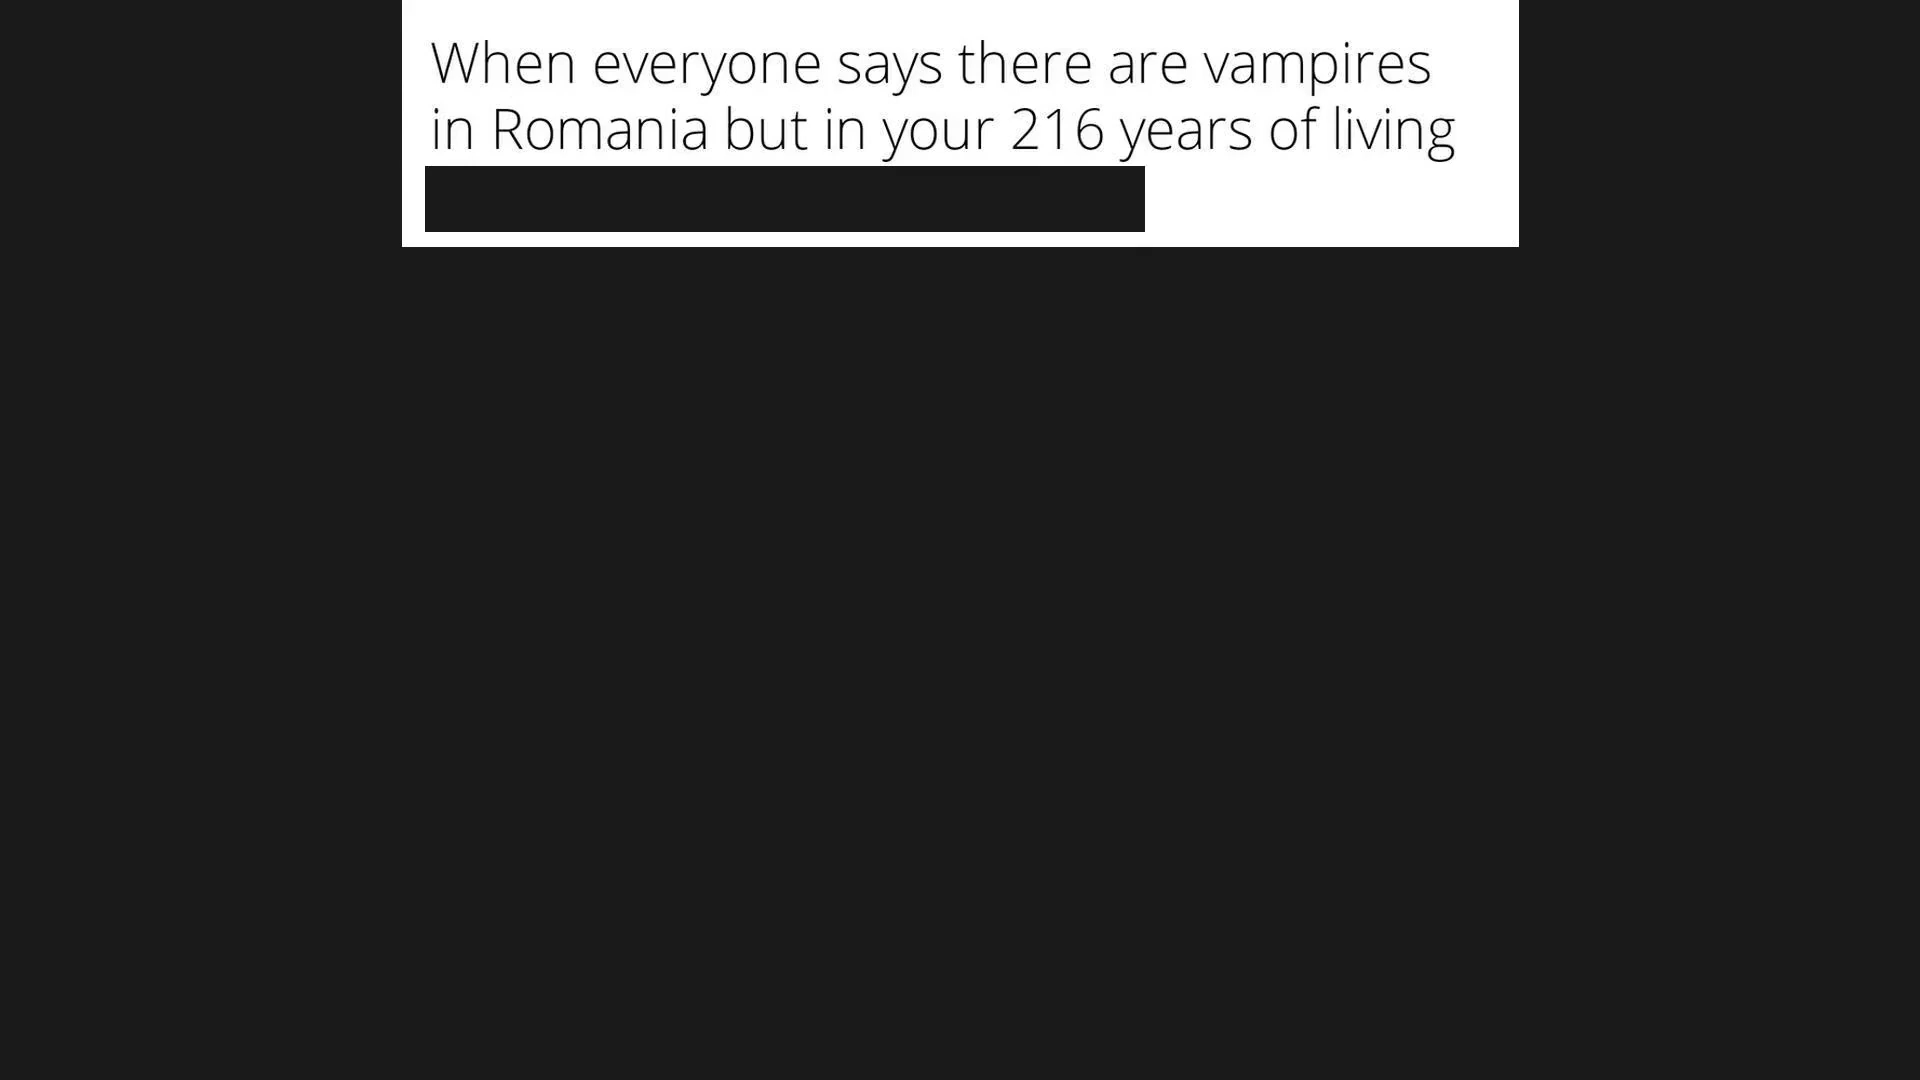 When everyone says there are vampires
in Romania but in your 216 years of living